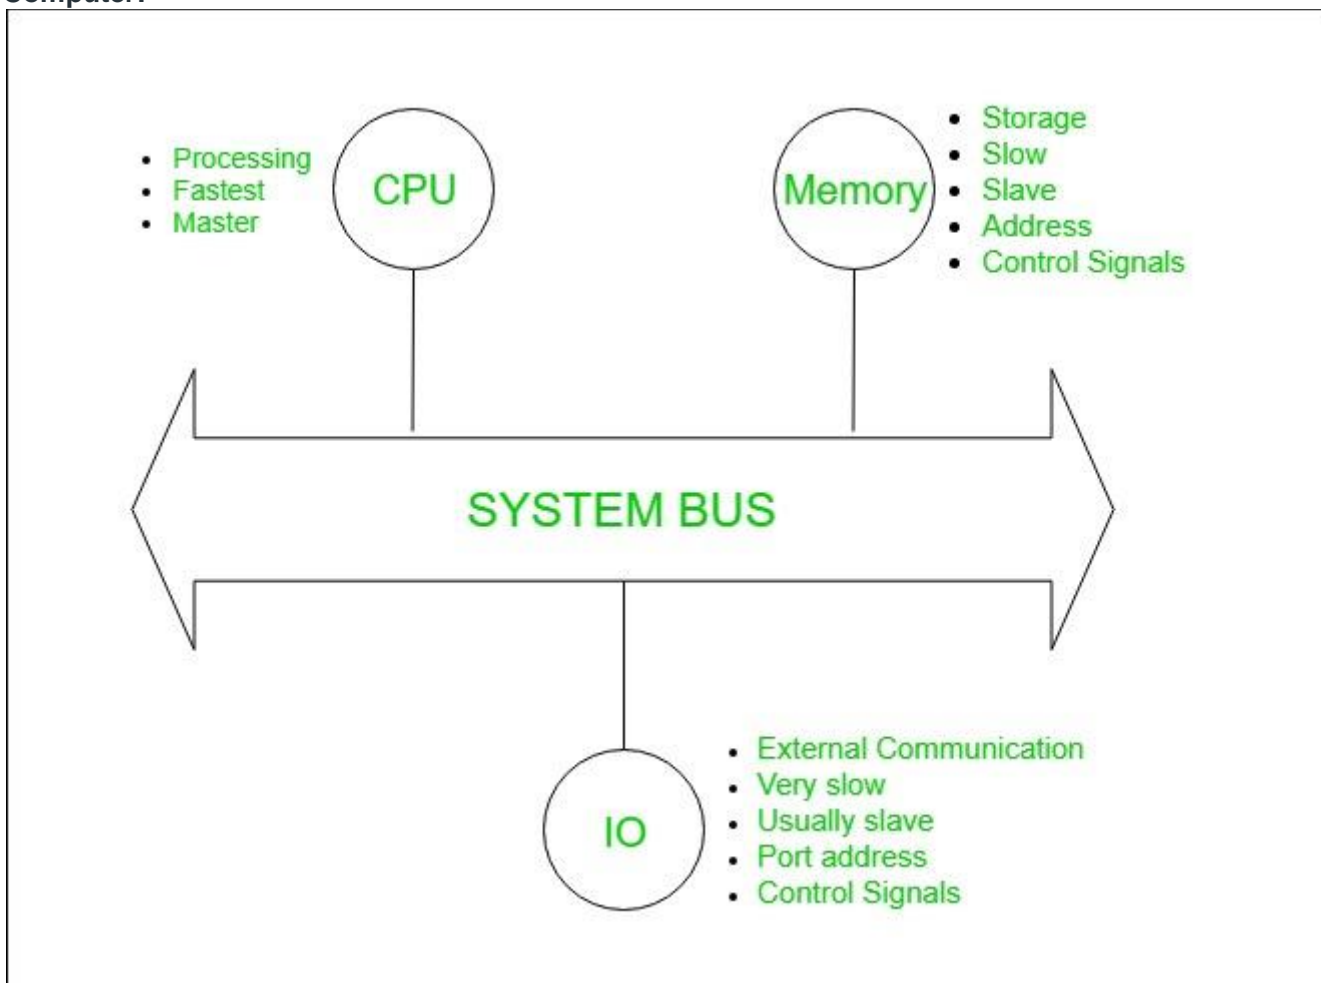 Computer?
Processing
Fastest
Master
CPU
Memory
Storage
Slow
Slave
Address
Control Signals
SYSTEM BUS
IO
External Communication
Very slow
Usually slave
Port address
Control Signals